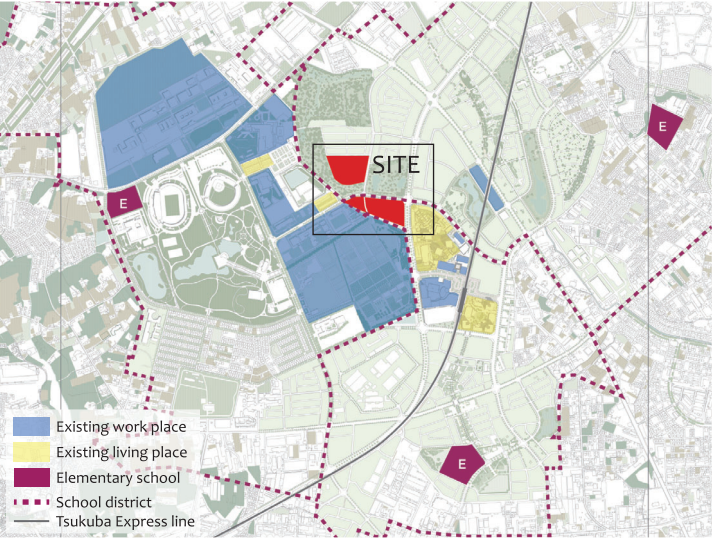 E
SITE
E
E
Existing work place
Existing living place
Elementary school
School district
Tsukuba Express line